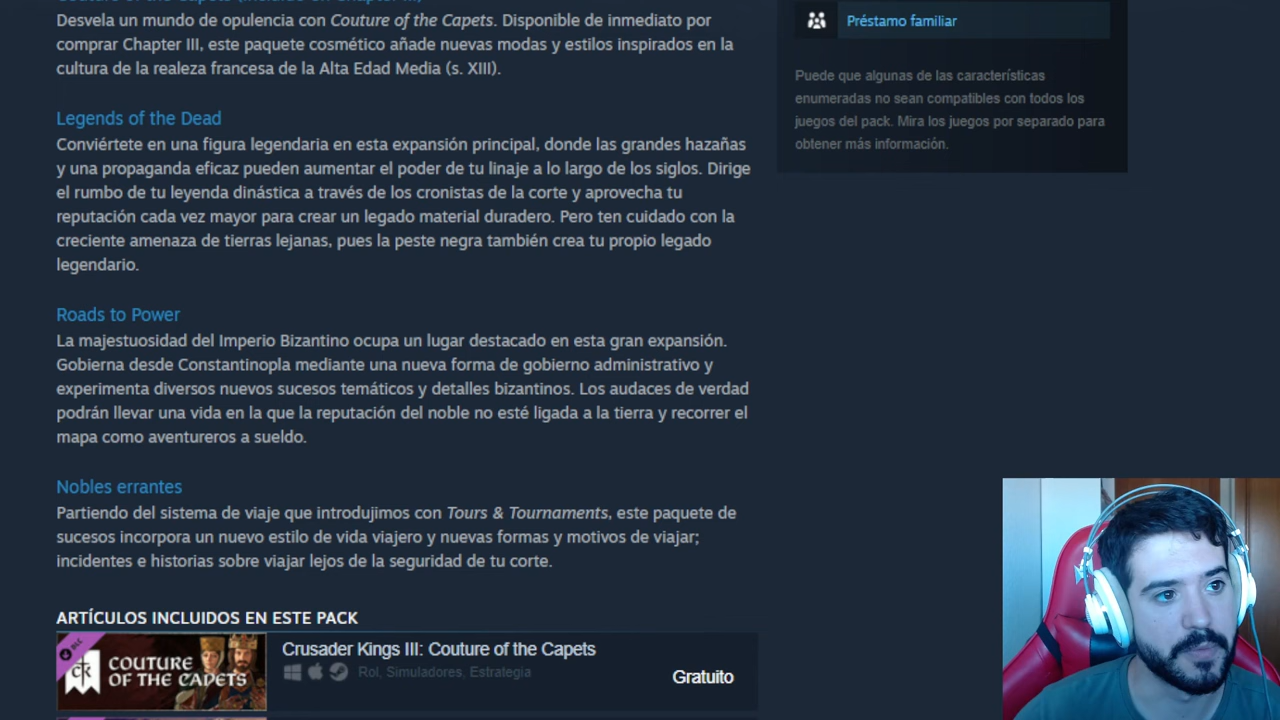 Desvela un mundo de opulencia con Couture of the Capets. Disponible de inmediato por
comprar Chapter III, este paquete cosmético añade nuevas modas y estilos inspirados en la
cultura de la realeza francesa de la Alta Edad Media (s. XIII).
Legends of the Dead
Conviértete en una figura legendaria en esta expansión principal, donde las grandes hazañas
y una propaganda eficaz pueden aumentar el poder de tu linaje a lo largo de los siglos. Dirige
el rumbo de tu leyenda dinástica a través de los cronistas de la corte y aprovecha tu
reputación cada vez mayor para crear un legado material duradero. Pero ten cuidado con la
creciente amenaza de tierras lejanas, pues la peste negra también crea tu propio legado
legendario.
Roads to Power
La majestuosidad del Imperio Bizantino ocupa un lugar destacado en esta gran expansión.
Gobierna desde Constantinopla mediante una nueva forma de gobierno administrativo y
experimenta diversos nuevos sucesos temáticos y detalles bizantinos. Los audaces de verdad
podrán llevar una vida en la que la reputación del noble no esté ligada a la tierra y recorrer el
mapa como aventureros a sueldo.
Nobles errantes
Partiendo del sistema de viaje que introdujimos con Tours & Tournaments, este paquete de
sucesos incorpora un nuevo estilo de vida viajero y nuevas formas y motivos de viajar;
incidentes e historias sobre viajar lejos de la seguridad de tu corte.
ARTÍCULOS INCLUIDOS EN ESTE PACK
DLC
CK
COUTURE
OF THE CAPETS
Crusader Kings III: Couture of the Capets
Rol, Simuladores, Estrategia
Gratuito
Préstamo familiar
Puede que algunas de las características
enumeradas no sean compatibles con todos los
juegos del pack. Mira los juegos por separado para
obtener más información.